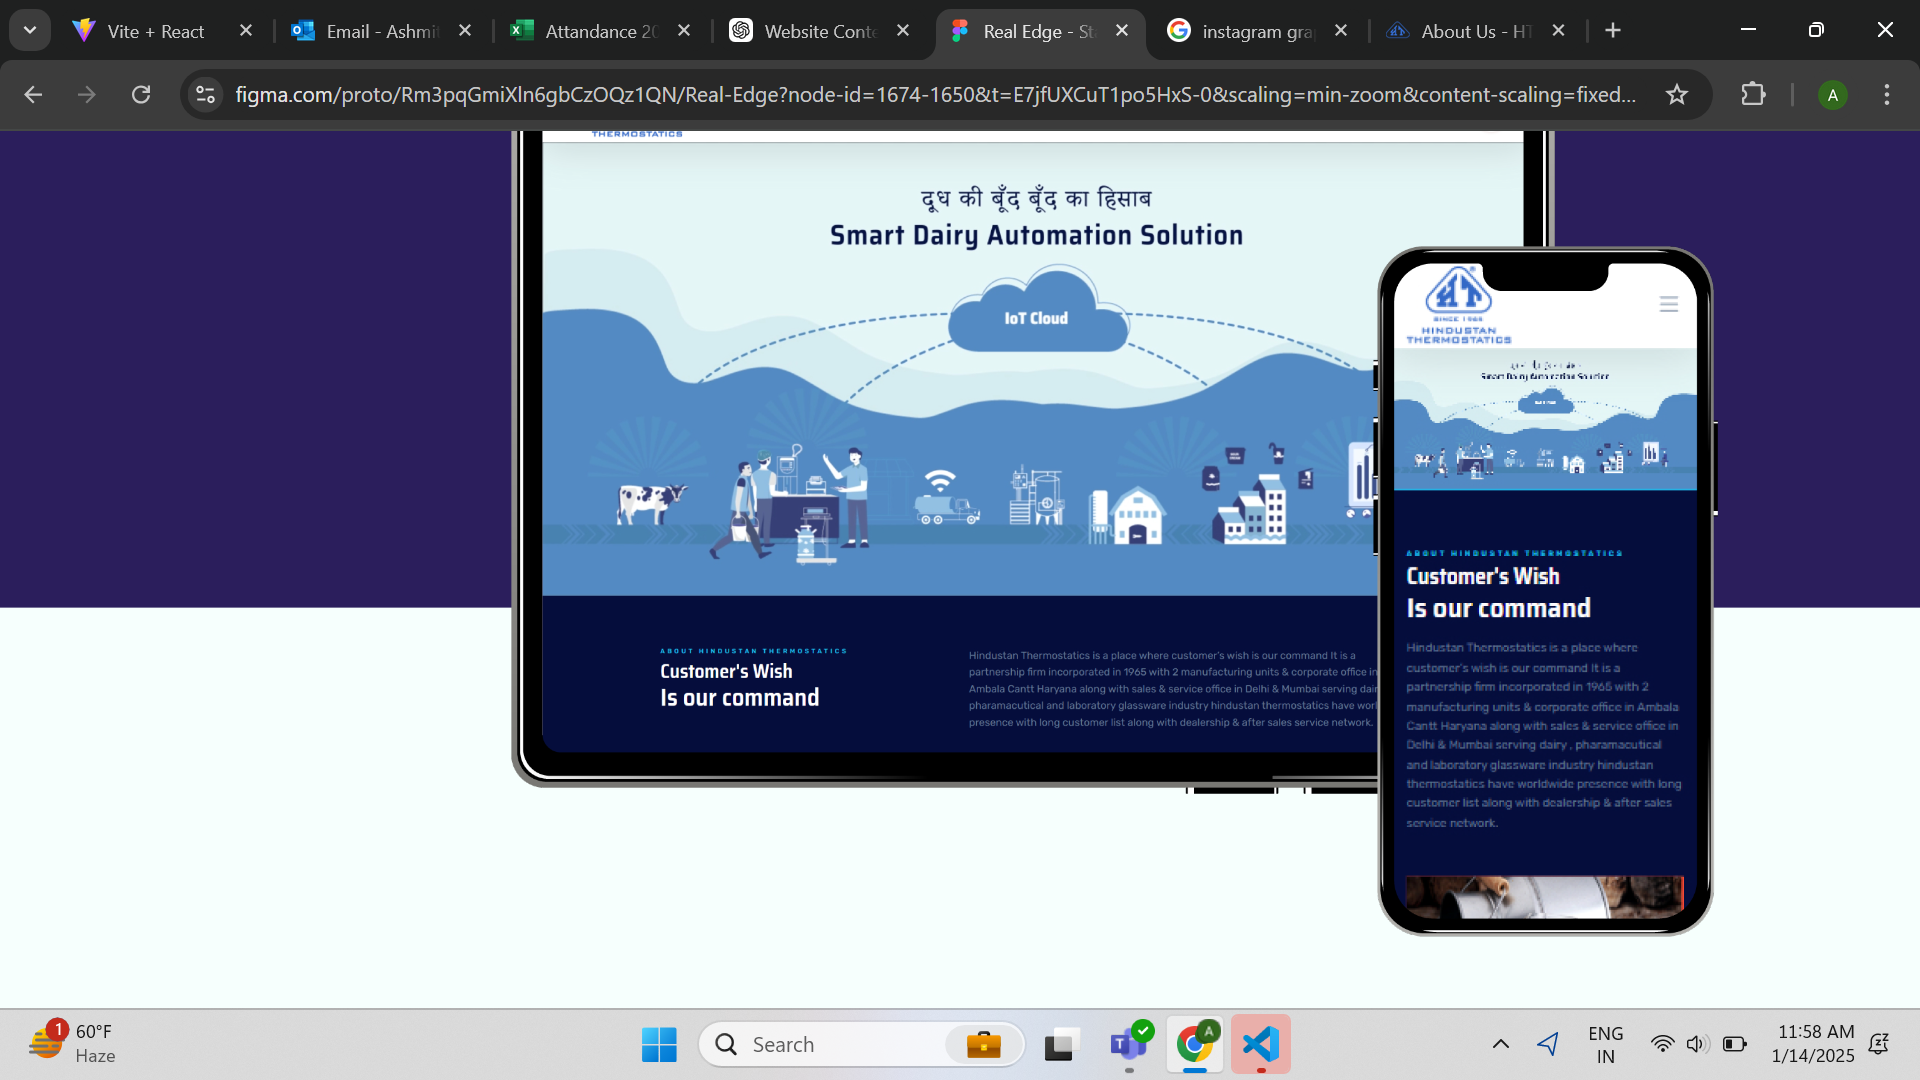 Vite + React
Email - Ashmit
Attandance 20
Website Conte
Real Edge - Sta
instagram gra
About Us - HT
figma.com/proto/Rm3pqGmiXln6gbCzOQz1QN/Real-Edge?node-id=1674-1650&t=E7jfUXCuT1po5HxS-0&scaling=min-zoom&content-scaling=fixed...
A
THERMOSTATICS
दूध की बूँद बूँद का हिसाब
Smart Dairy Automation Solution
IoT Cloud
ABOUT HINDUSTAN THERMOSTATICS
Customer's Wish
Is our command
Hindustan Thermostatics is a place where customer's wish is our command It is a
partnership firm incorporated in 1965 with 2 manufacturing units & corporate office in
Ambala Cantt Haryana along with sales & service office in Delhi & Mumbai serving dair
pharamacutical and laboratory glassware industry hindustan thermostatics have worl
presence with long customer list along with dealership & after sales service network.
HT
SINCE 1965
HINDUSTAN
THERMOSTATICS
Smart Dairy Automation Solution
ABOUT HINDUSTAN THERMOSTATICS
Customer's Wish
Is our command
Hindustan Thermostatics is a place where
customer's wish is our command It is a
partnership firm incorporated in 1965 with 2
manufacturing units & corporate office in Ambala
Cantt Haryana along with sales & service office in
Delhi & Mumbai serving dairy , pharamacutical
and laboratory glassware industry hindustan
thermostatics have worldwide presence with long
customer list along with dealership & after sales
service network.
1
60°F
Haze
Search
T
A
ENG
IN
11:58 AM
1/14/2025